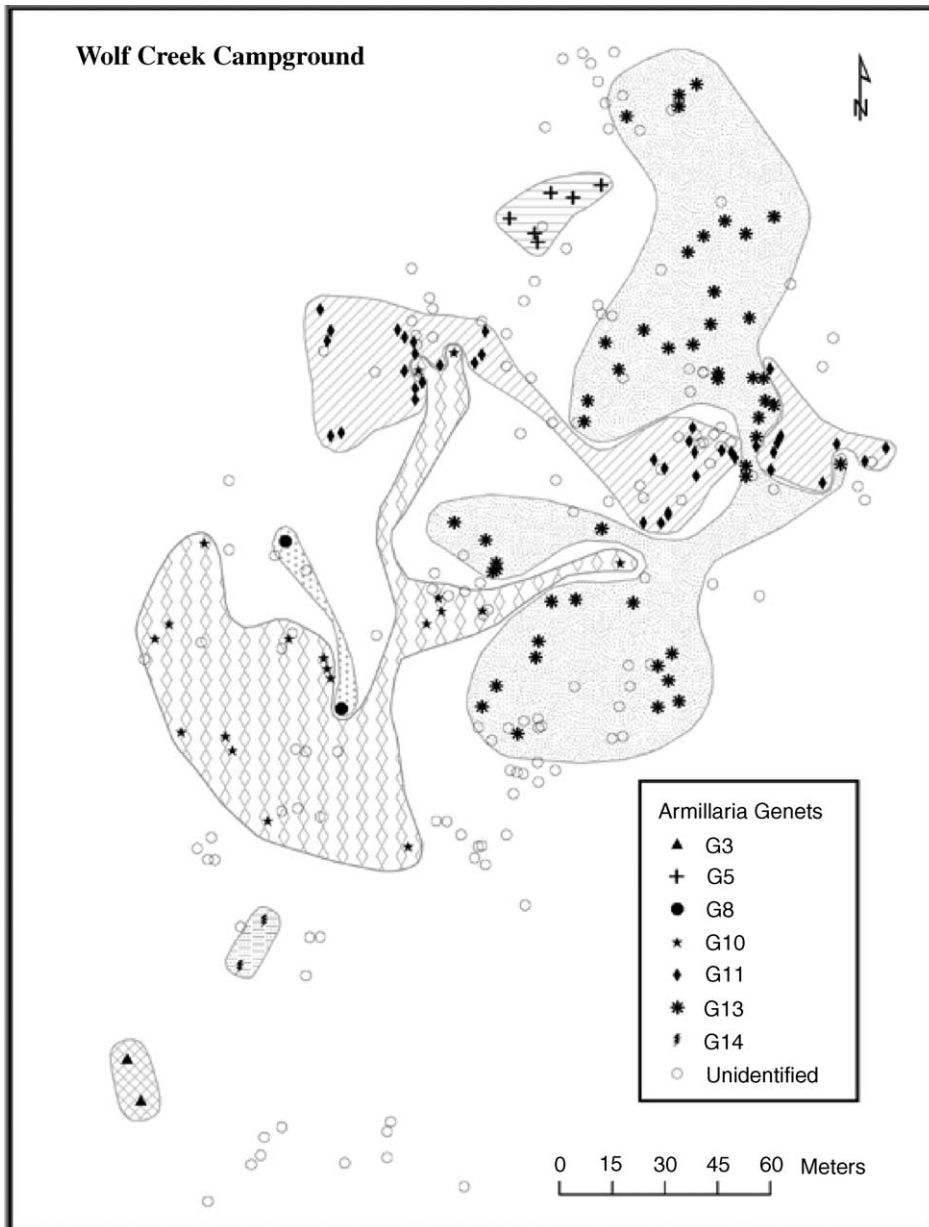 Wolf Creek Campground
N
Armillaria Genets
G3
G5
G8
G10
G11
G13
G14
Unidentified
0 15 30 45 60 Meters